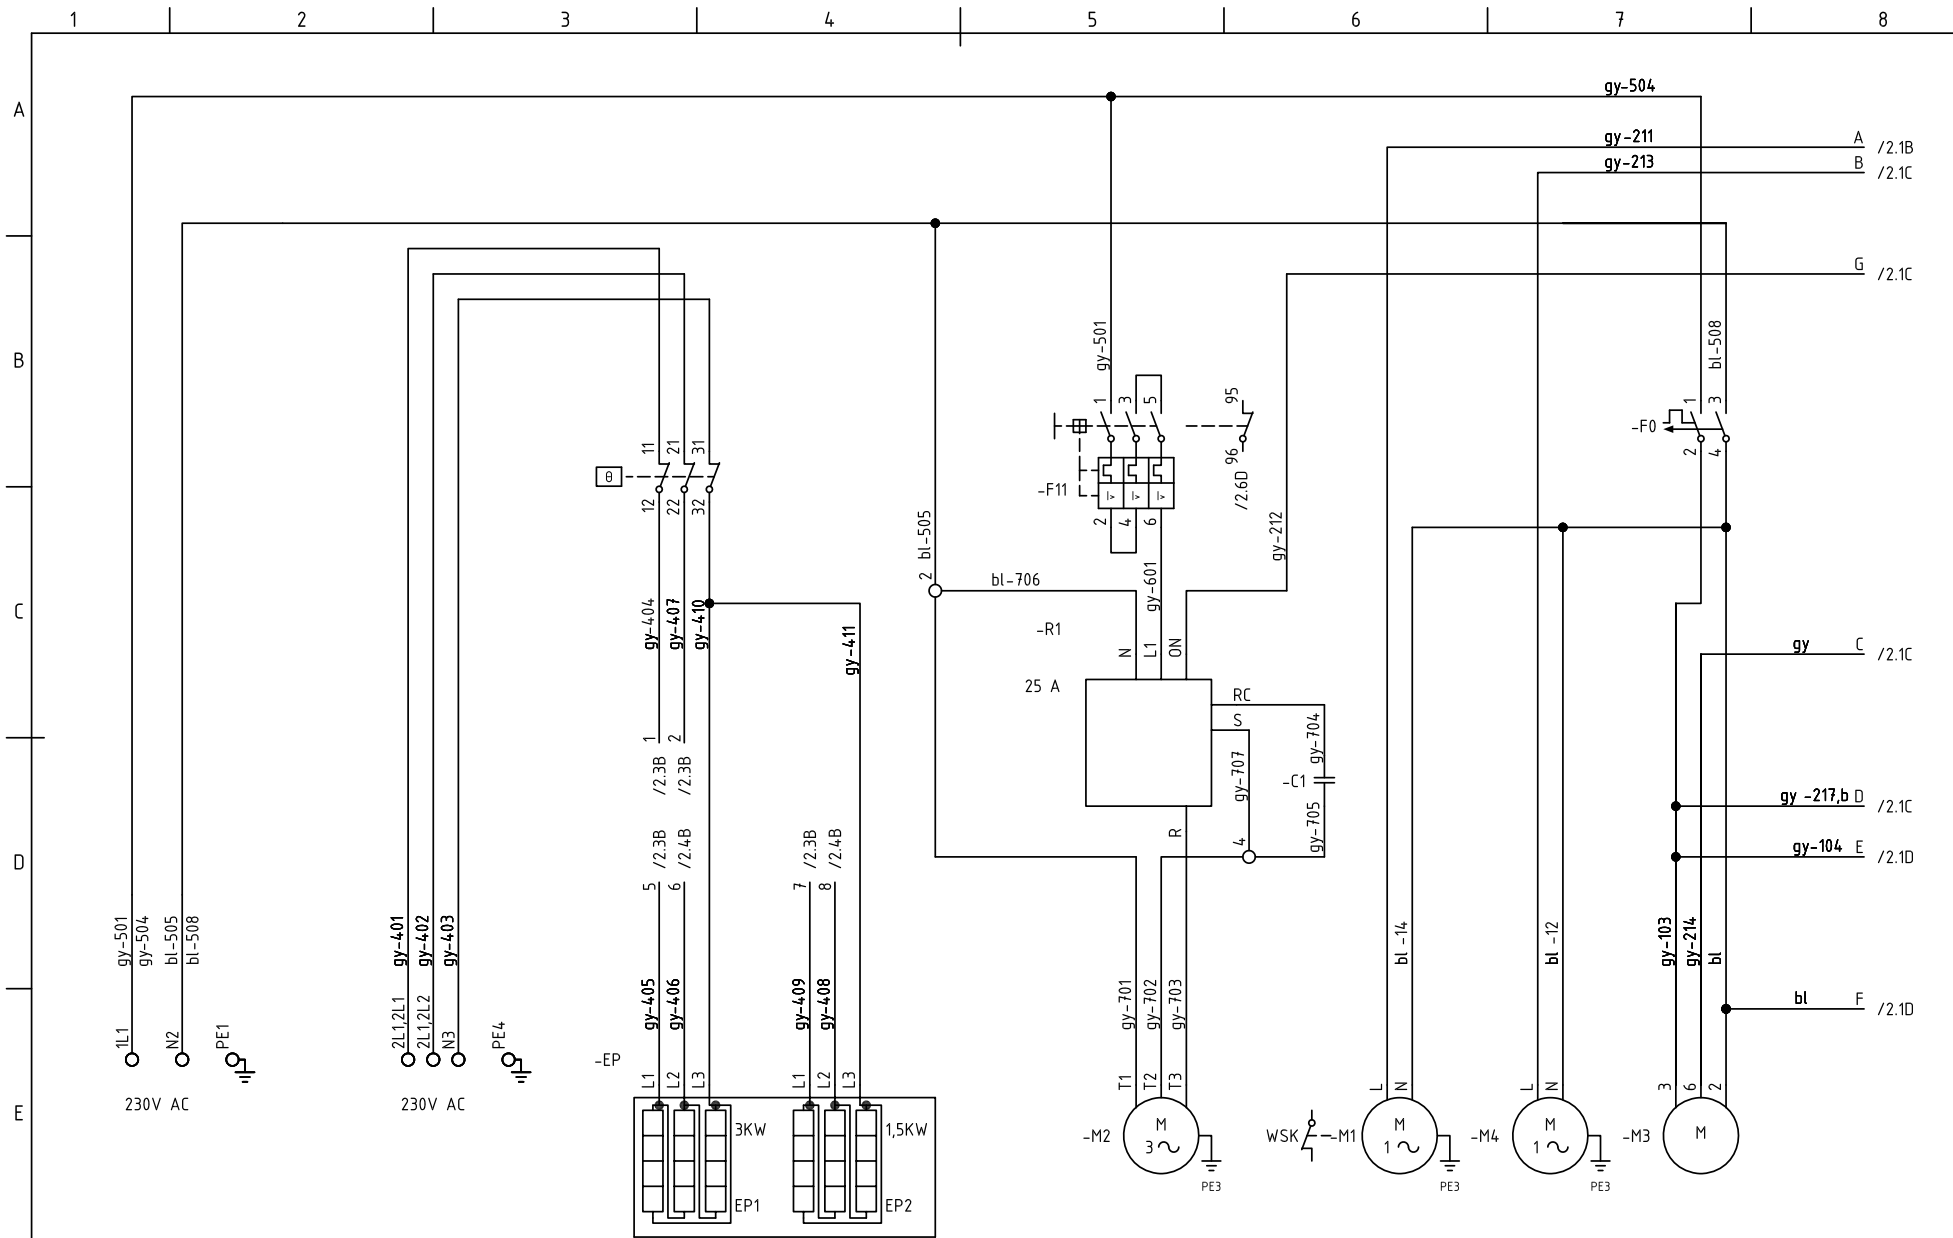 1 2 3 4 5 6 7 8
A
gy-504
gy-211 A /2.1B
gy-213 B /2.1C
G /2.1C
B
gy-501
bl-508
1 3 5
95
1 3
-F0
11 21 31
96
2 4
θ
-F11
I> I> I>
/2.6D
12 22 32
2 4 6
bl-505
gy-212
2
bl-706
gy-601
C
gy-404
gy-407
gy-410
gy-411
-R1
N L1 ON
gy C /2.1C
25 A
RC
S
gy-704
1 2
/2.3B
/2.3B
gy-707
-C1
gy -217,b D /2.1C
gy-705
R
4
/2.3B
/2.4B
/2.3B
/2.4B
gy-104 E /2.1D
D
5 6 7 8
gy-501
gy-504
bl-505
bl-508
gy-401
gy-402
gy-403
bl -14
bl -12
gy-103
gy-214
bl
gy-405
gy-406
gy-409
gy-408
gy-701
gy-702
gy-703
bl F /2.1D
1L1 N2 PE1
2L1,2L1
2L1,2L2
N3 PE4
-EP
L1 L2 L3
L1 L2 L3
T1 T2 T3
L N
L N
3 6 2
230V AC
230V AC
E
3KW
1,5KW
-M2
M
3
WSK
-M1
M
1
-M4
M
1
-M3
M
PE3
PE3
PE3
EP1
EP2